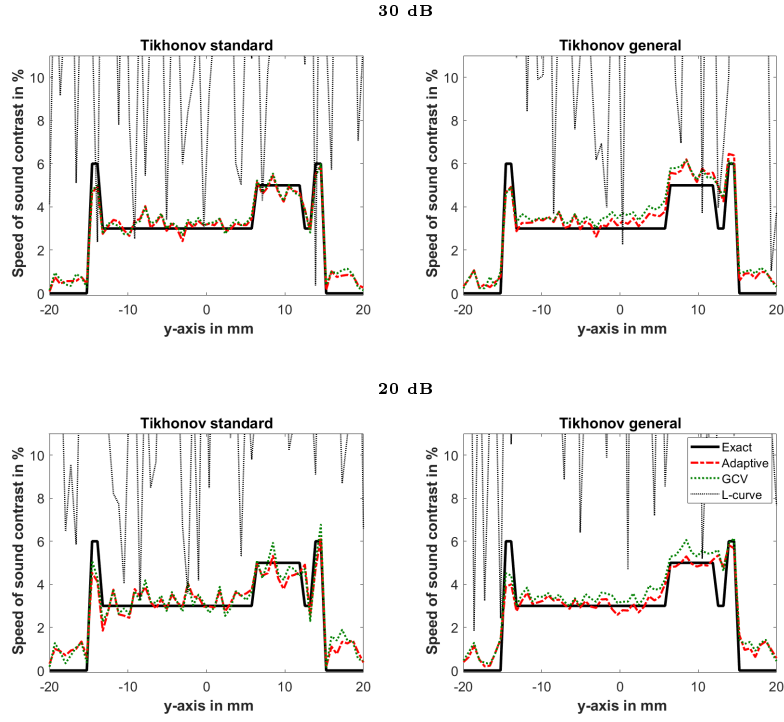 30 dB
Tikhonov standard
Speed of sound contrast in %
10
8
6
4
2
0
-20 -10 0 10 20
y-axis in mm
Tikhonov general
Speed of sound contrast in %
10
8
6
4
2
0
-20 -10 0 10 20
y-axis in mm
20 dB
Tikhonov standard
Speed of sound contrast in %
10
8
6
4
2
0
-20 -10 0 10 20
y-axis in mm
Tikhonov general
Speed of sound contrast in %
10
8
6
4
2
0
-20 -10 0 10 20
y-axis in mm
Exact
Adaptive
GCV
L-curve